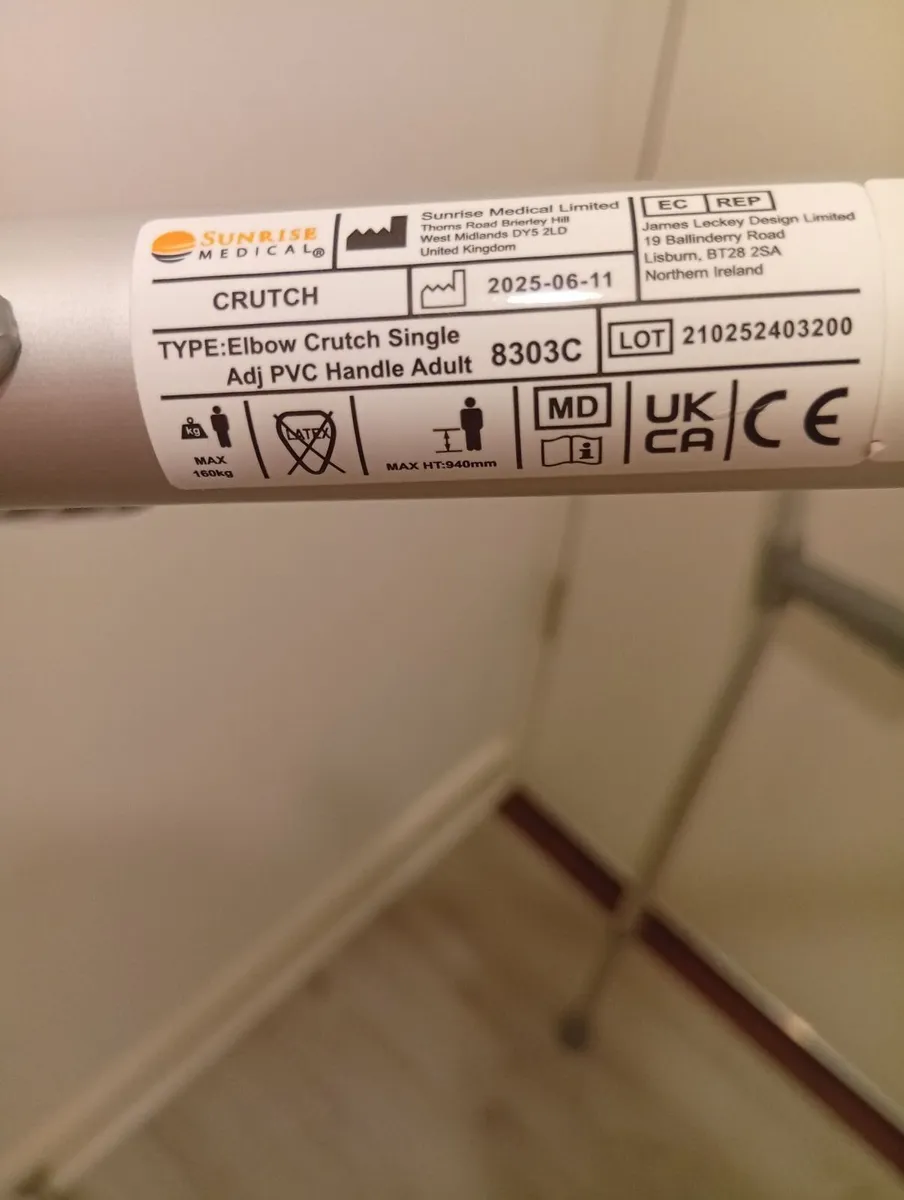 SUNRISE
MEDICAL®
Sunrise Medical Limited
Thorns Road Brierley Hill
West Midlands DY5 2LD
United Kingdom
EC REP
James Leckey Design Limited
19 Ballinderry Road
Lisburn, BT28 2SA
Northern Ireland
CRUTCH
2025-06-11
TYPE:Elbow Crutch Single
Adj PVC Handle Adult
8303C
LOT 210252403200
kg
MAX
160kg
LATEX
MAX HT:940mm
MD
i
UK
CA
CE